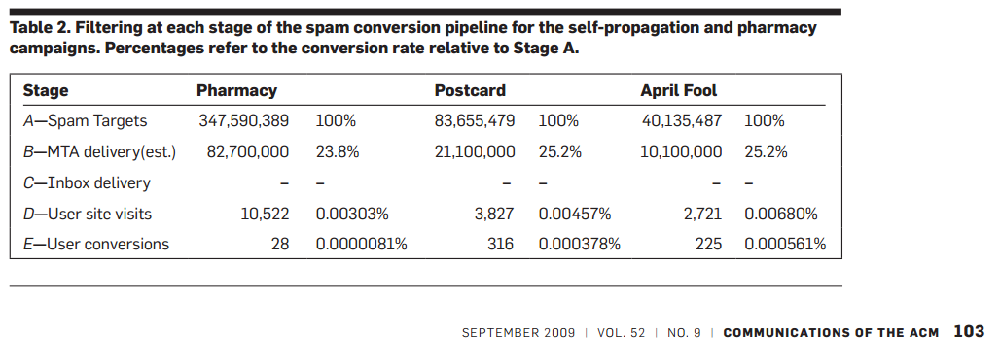 Table 2. Filtering at each stage of the spam conversion pipeline for the self-propagation and pharmacy
campaigns. Percentages refer to the conversion rate relative to Stage A.
Stage Pharmacy Postcard April Fool
A—Spam Targets 347,590,389 100% 83,655,479 100% 40,135,487 100%
B—MTA delivery(est.) 82,700,000 23.8% 21,100,000 25.2% 10,100,000 25.2%
C—Inbox delivery – – – – – –
D—User site visits 10,522 0.00303% 3,827 0.00457% 2,721 0.00680%
E—User conversions 28 0.0000081% 316 0.000378% 225 0.000561%
SEPTEMBER 2009 | VOL. 52 | NO. 9 | COMMUNICATIONS OF THE ACM 103